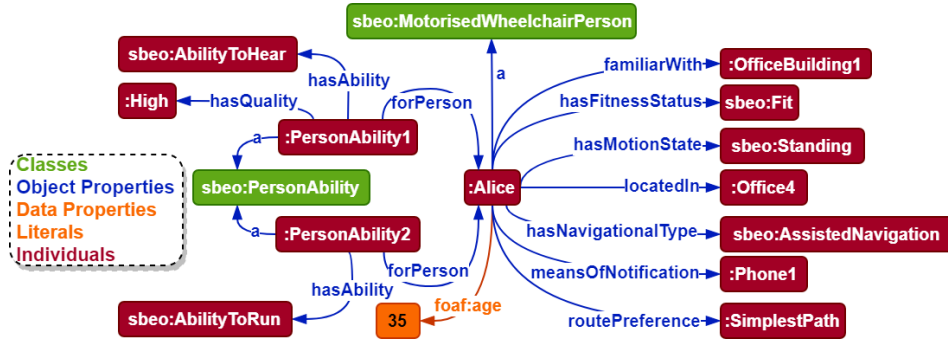 sbeo:MotorisedWheelchairPerson
sbeo:AbilityToHear
a
familiarWith
:OfficeBuilding1
hasAbility
:High
hasQuality
forPerson
hasFitnessStatus
sbeo:Fit
a
:PersonAbility1
hasMotionState
sbeo:Standing
Classes
Object Properties
Data Properties
Literals
Individuals
sbeo:PersonAbility
:Alice
locatedIn
:Office4
a
:PersonAbility2
hasNavigationalType
sbeo:AssistedNavigation
forPerson
meansOfNotification
:Phone1
hasAbility
foaf:age
sbeo:AbilityToRun
35
routePreference
:SimplestPath